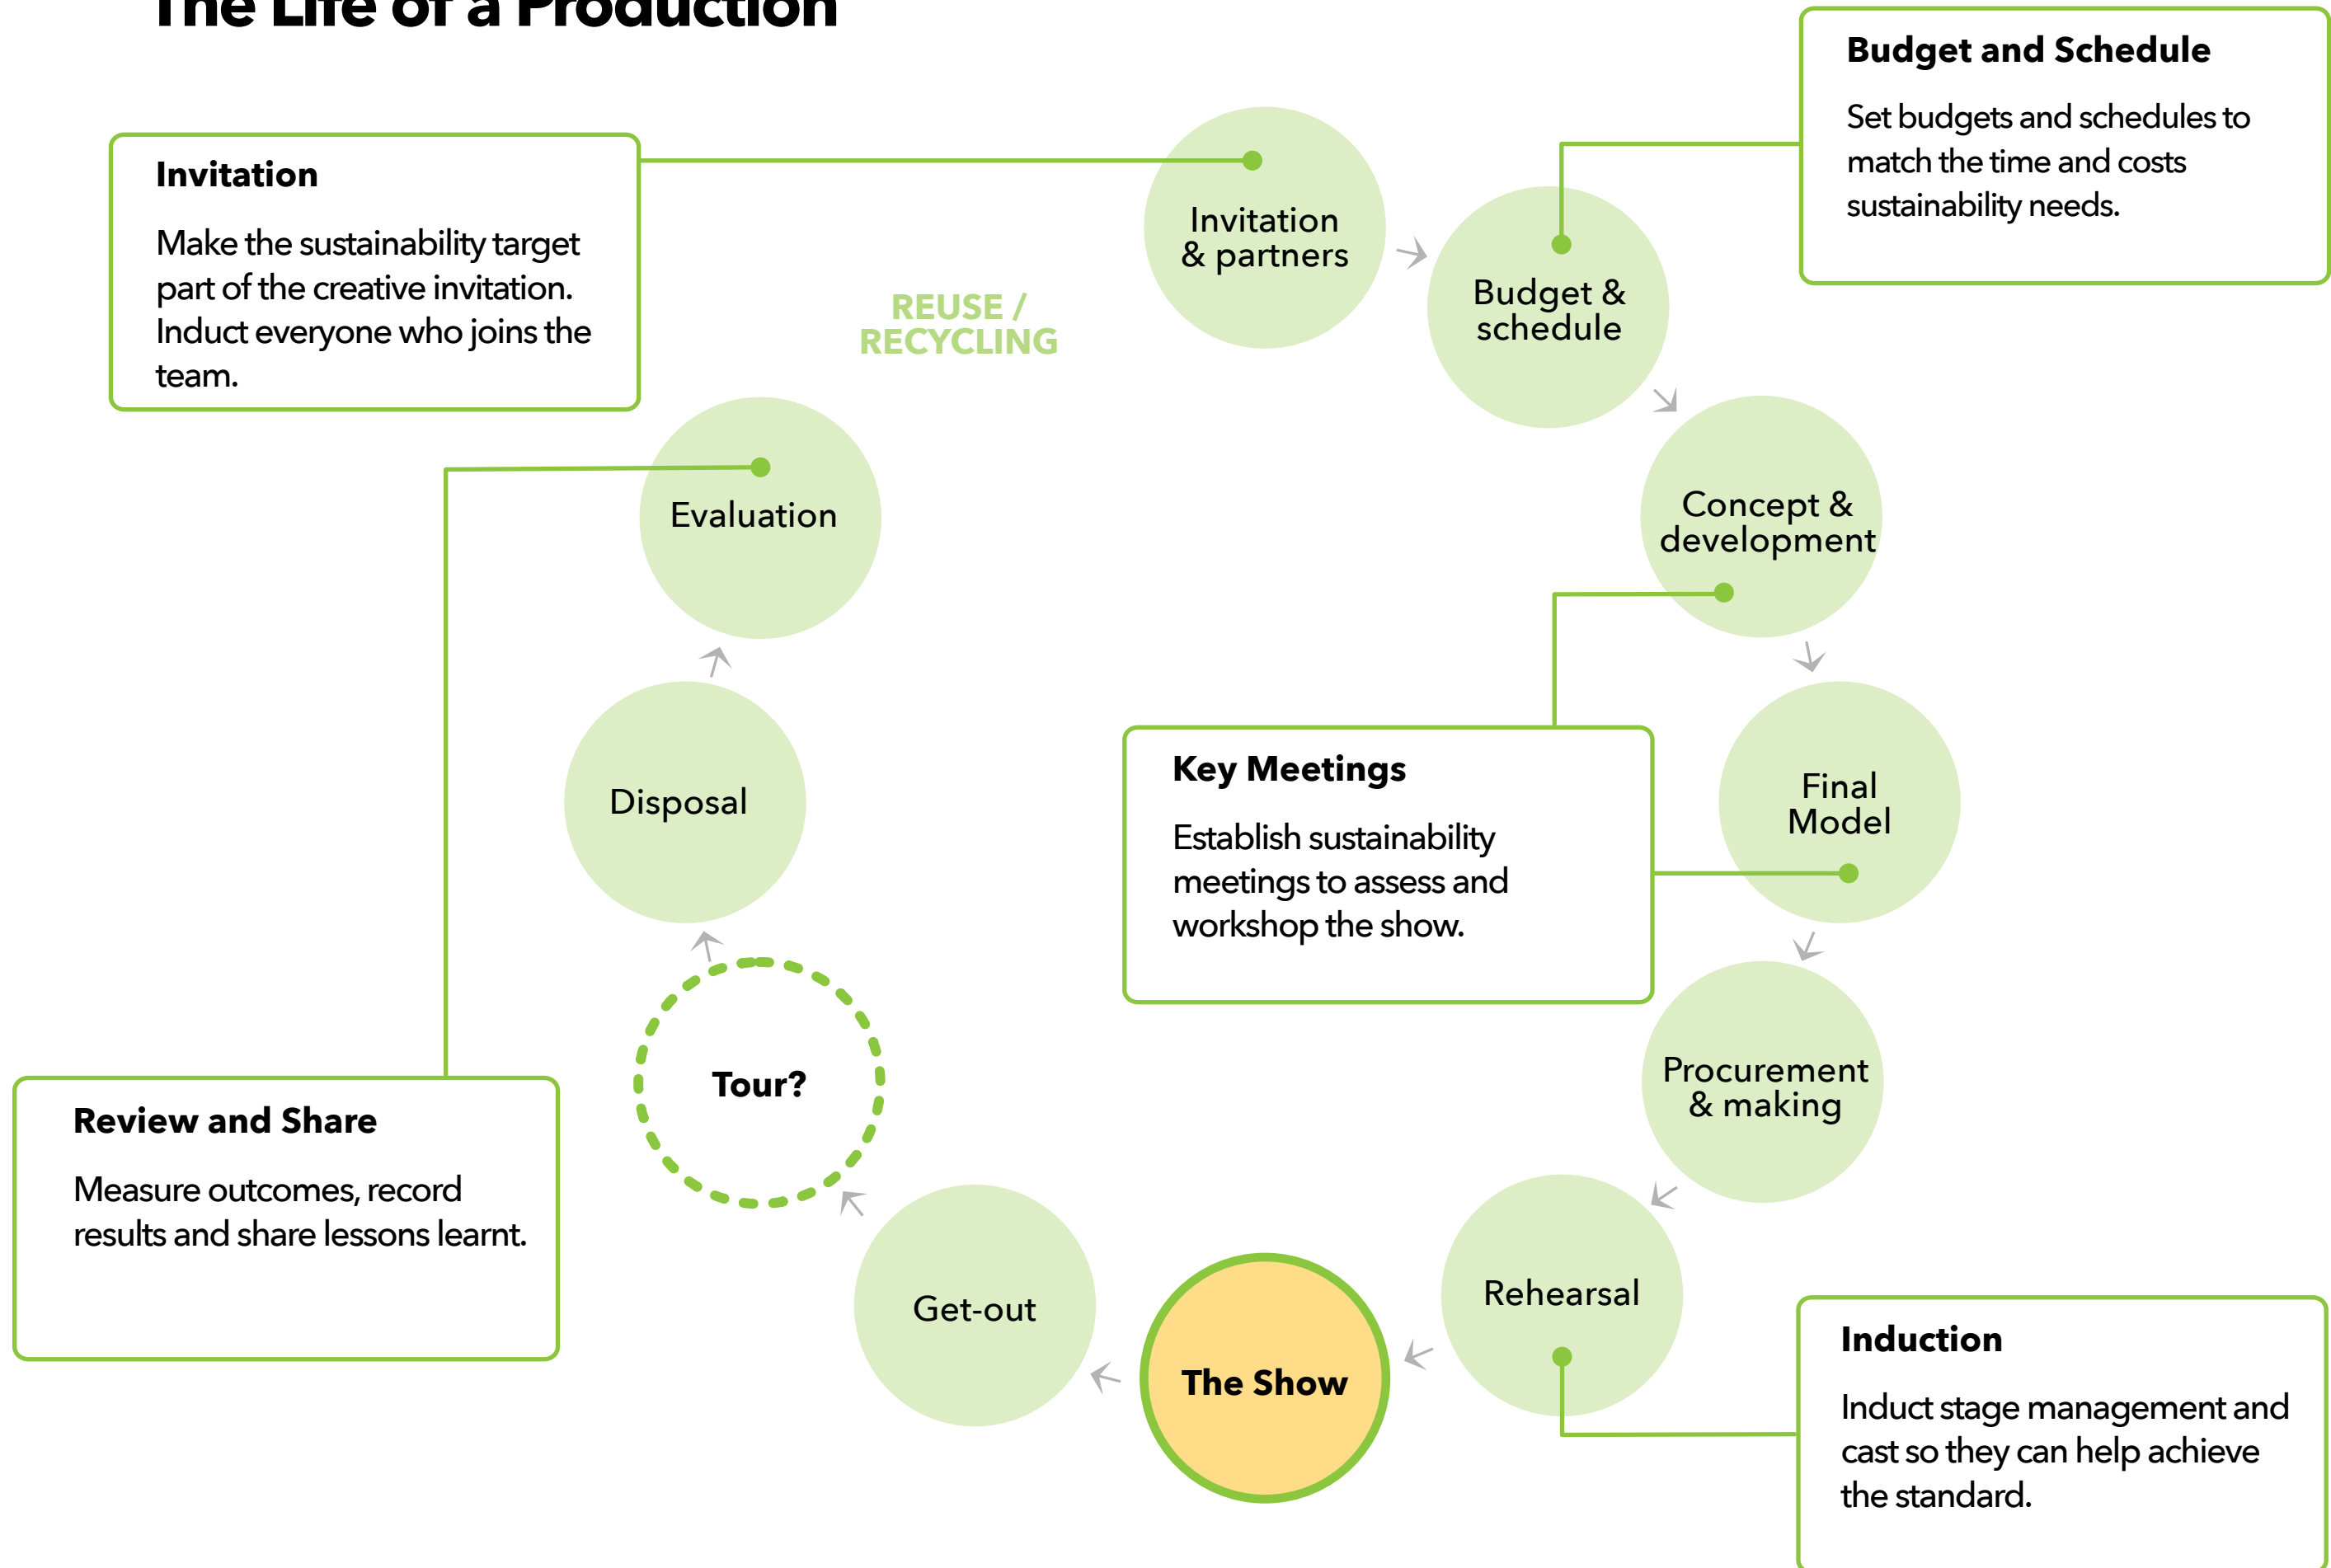 The Life of a Production
Budget and Schedule
Set budgets and schedules to
match the time and costs
sustainability needs.
Invitation
Make the sustainability target
part of the creative invitation.
Induct everyone who joins the
team.
Invitation
& partners
REUSE /
RECYCLING
Budget &
schedule
Evaluation
Concept &
development
Disposal
Key Meetings
Establish sustainability
meetings to assess and
workshop the show.
Final
Model
Tour?
Procurement
& making
Review and Share
Measure outcomes, record
results and share lessons learnt.
Get-out
The Show
Rehearsal
Induction
Induct stage management and
cast so they can help achieve
the standard.